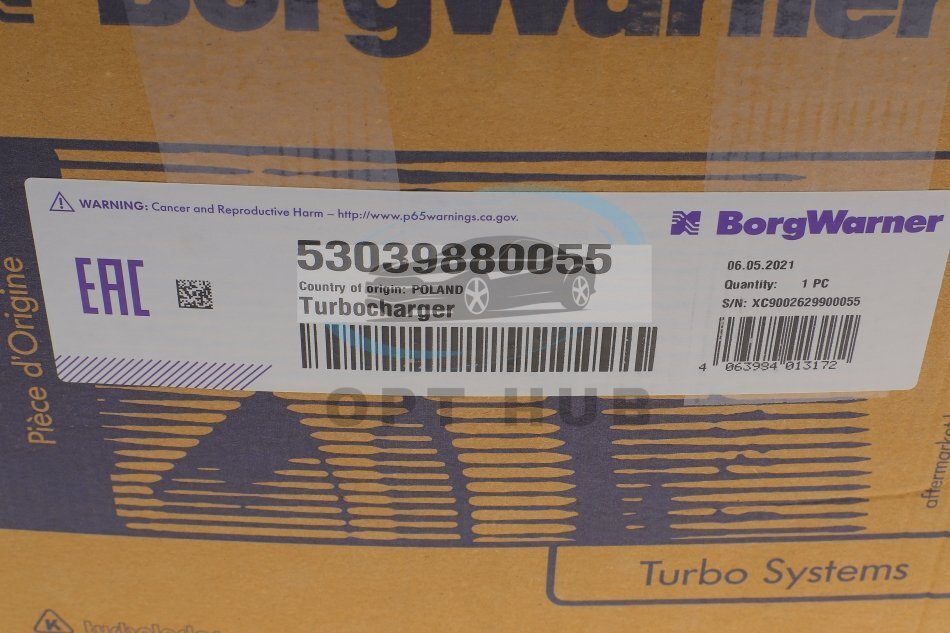 BorgWarner
WARNING: Cancer and Reproductive Harm – http://www.p65warnings.ca.gov.
BorgWarner
EAC
53039880055
Country of origin: POLAND
Turbocharger
06.05.2021
Quantity: 1 PC
S/N: XC9002629900055
4 063984 013172
OPT HUB
Pièce d'Origine
aftermarket
Turbo Systems
K